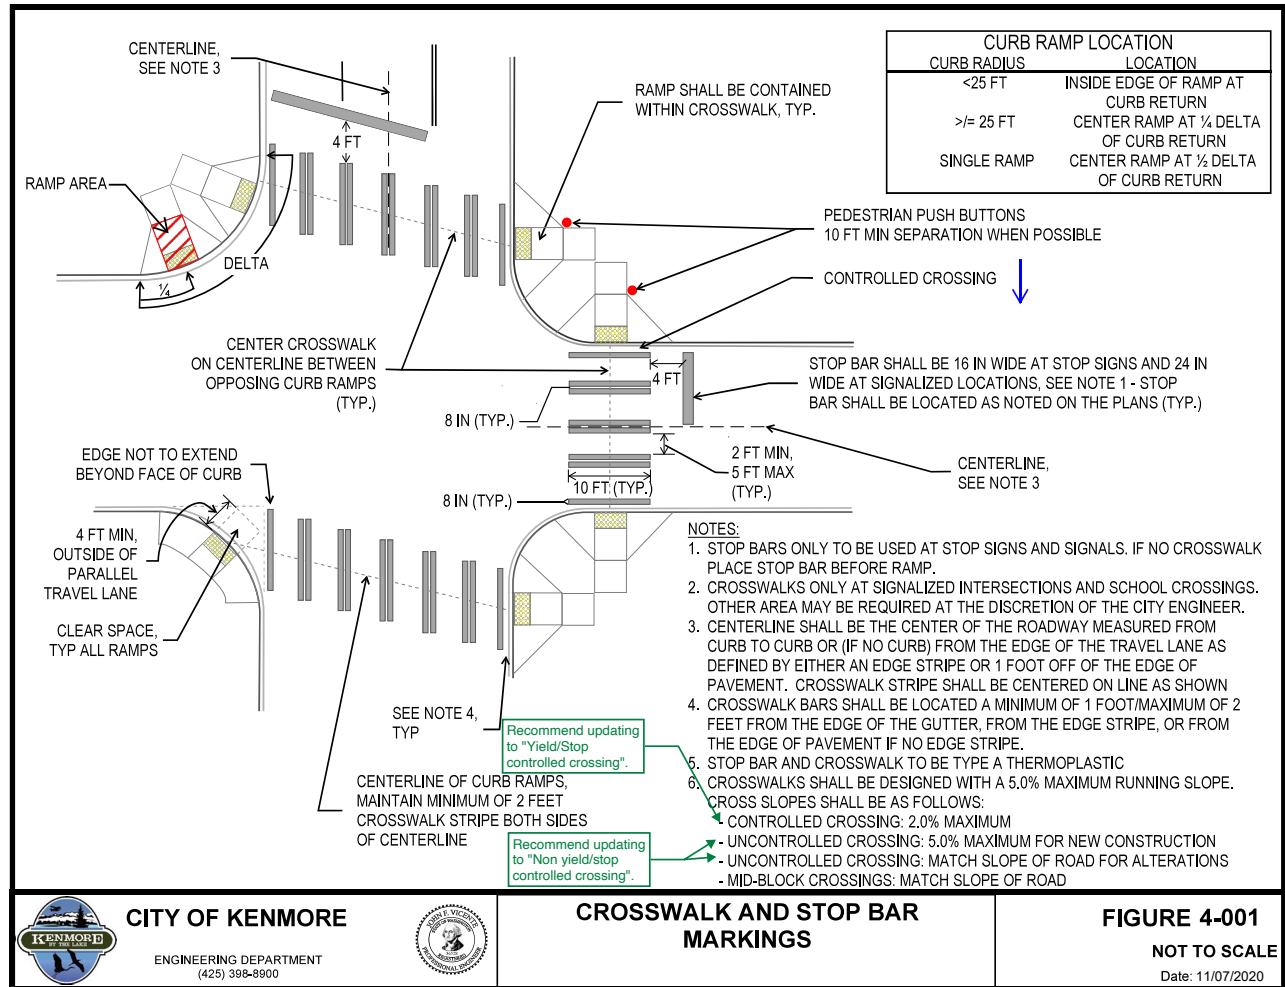 CENTERLINE,
SEE NOTE 3
4 FT
RAMP AREA
DELTA
¼
RAMP SHALL BE CONTAINED
WITHIN CROSSWALK, TYP.
CURB RAMP LOCATION
CURB RADIUS LOCATION
<25 FT INSIDE EDGE OF RAMP AT
CURB RETURN
>/= 25 FT CENTER RAMP AT ¼ DELTA
OF CURB RETURN
SINGLE RAMP CENTER RAMP AT ½ DELTA
OF CURB RETURN
PEDESTRIAN PUSH BUTTONS
10 FT MIN SEPARATION WHEN POSSIBLE
CONTROLLED CROSSING
CENTER CROSSWALK
ON CENTERLINE BETWEEN
OPPOSING CURB RAMPS
(TYP.)
4 FT
STOP BAR SHALL BE 16 IN WIDE AT STOP SIGNS AND 24 IN
WIDE AT SIGNALIZED LOCATIONS, SEE NOTE 1 - STOP
BAR SHALL BE LOCATED AS NOTED ON THE PLANS (TYP.)
8 IN (TYP.)
2 FT MIN,
5 FT MAX
(TYP.)
CENTERLINE,
SEE NOTE 3
10 FT (TYP.)
8 IN (TYP.)
EDGE NOT TO EXTEND
BEYOND FACE OF CURB
4 FT MIN,
OUTSIDE OF
PARALLEL
TRAVEL LANE
CLEAR SPACE,
TYP ALL RAMPS
SEE NOTE 4,
TYP
CENTERLINE OF CURB RAMPS,
MAINTAIN MINIMUM OF 2 FEET
CROSSWALK STRIPE BOTH SIDES
OF CENTERLINE
Recommend updating
to "Yield/Stop
controlled crossing".
Recommend updating
to "Non yield/stop
controlled crossing".
NOTES:
1. STOP BARS ONLY TO BE USED AT STOP SIGNS AND SIGNALS. IF NO CROSSWALK
PLACE STOP BAR BEFORE RAMP.
2. CROSSWALKS ONLY AT SIGNALIZED INTERSECTIONS AND SCHOOL CROSSINGS.
OTHER AREA MAY BE REQUIRED AT THE DISCRETION OF THE CITY ENGINEER.
3. CENTERLINE SHALL BE THE CENTER OF THE ROADWAY MEASURED FROM
CURB TO CURB OR (IF NO CURB) FROM THE EDGE OF THE TRAVEL LANE AS
DEFINED BY EITHER AN EDGE STRIPE OR 1 FOOT OFF OF THE EDGE OF
PAVEMENT. CROSSWALK STRIPE SHALL BE CENTERED ON LINE AS SHOWN
4. CROSSWALK BARS SHALL BE LOCATED A MINIMUM OF 1 FOOT/MAXIMUM OF 2
FEET FROM THE EDGE OF THE GUTTER, FROM THE EDGE STRIPE, OR FROM
THE EDGE OF PAVEMENT IF NO EDGE STRIPE.
5. STOP BAR AND CROSSWALK TO BE TYPE A THERMOPLASTIC
6. CROSSWALKS SHALL BE DESIGNED WITH A 5.0% MAXIMUM RUNNING SLOPE.
CROSS SLOPES SHALL BE AS FOLLOWS:
- CONTROLLED CROSSING: 2.0% MAXIMUM
- UNCONTROLLED CROSSING: 5.0% MAXIMUM FOR NEW CONSTRUCTION
- UNCONTROLLED CROSSING: MATCH SLOPE OF ROAD FOR ALTERATIONS
- MID-BLOCK CROSSINGS: MATCH SLOPE OF ROAD
KENMORE
BY THE LAKE
CITY OF KENMORE
ENGINEERING DEPARTMENT
(425) 398-8900
JOHN F. VICENTE
STATE OF WASHINGTON
REGISTERED
PROFESSIONAL ENGINEER
CROSSWALK AND STOP BAR
MARKINGS
FIGURE 4-001
NOT TO SCALE
Date: 11/07/2020